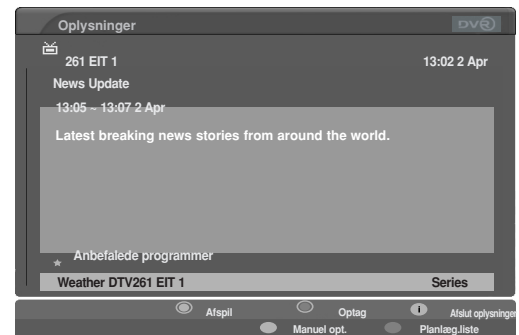 Oplysninger
DVR
261 EIT 1 13:02 2 Apr
News Update
13:05 ~ 13:07 2 Apr
Latest breaking news stories from around the world.
Anbefalede programmer
Weather DTV261 EIT 1 Series
Afspil Optag i Afslut oplysninger
Manuel opt. Planlæg.liste